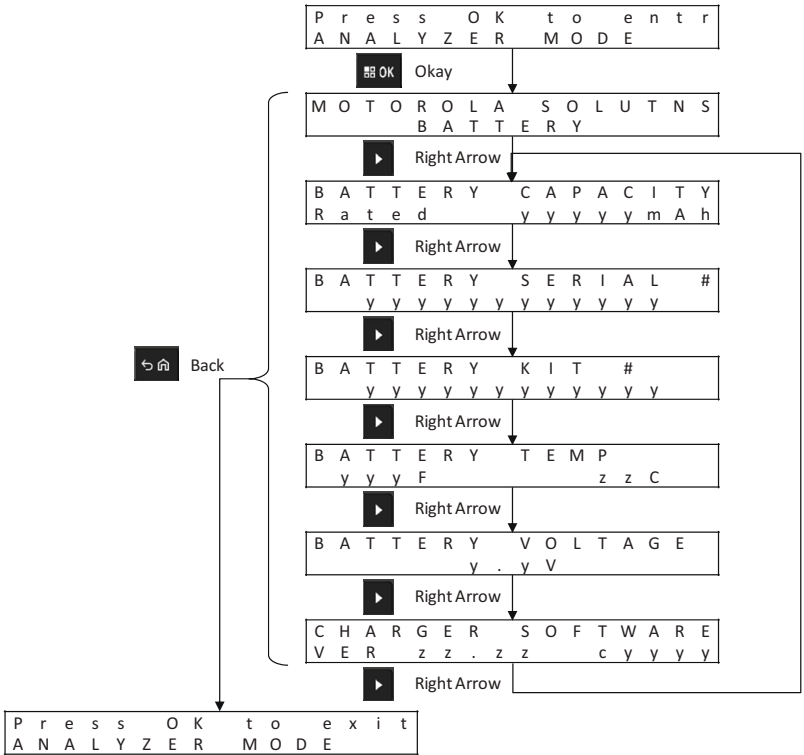 Press OK to entr
ANALYZER MODE
OK Okay
MOTOROLA SOLUTNS
BATTERY
Right Arrow
BATTERY CAPACITY
Rated yyyyymAh
Right Arrow
BATTERY SERIAL #
yyyyyyyyyyyy
Right Arrow
Back
BATTERY KIT #
yyyyyyyyyyyy
Right Arrow
BATTERY TEMP
yyyF zzC
Right Arrow
BATTERY VOLTAGE
y.yV
Right Arrow
CHARGER SOFTWARE
VER zz.zz cyyyy
Right Arrow
Press OK to exit
ANALYZER MODE